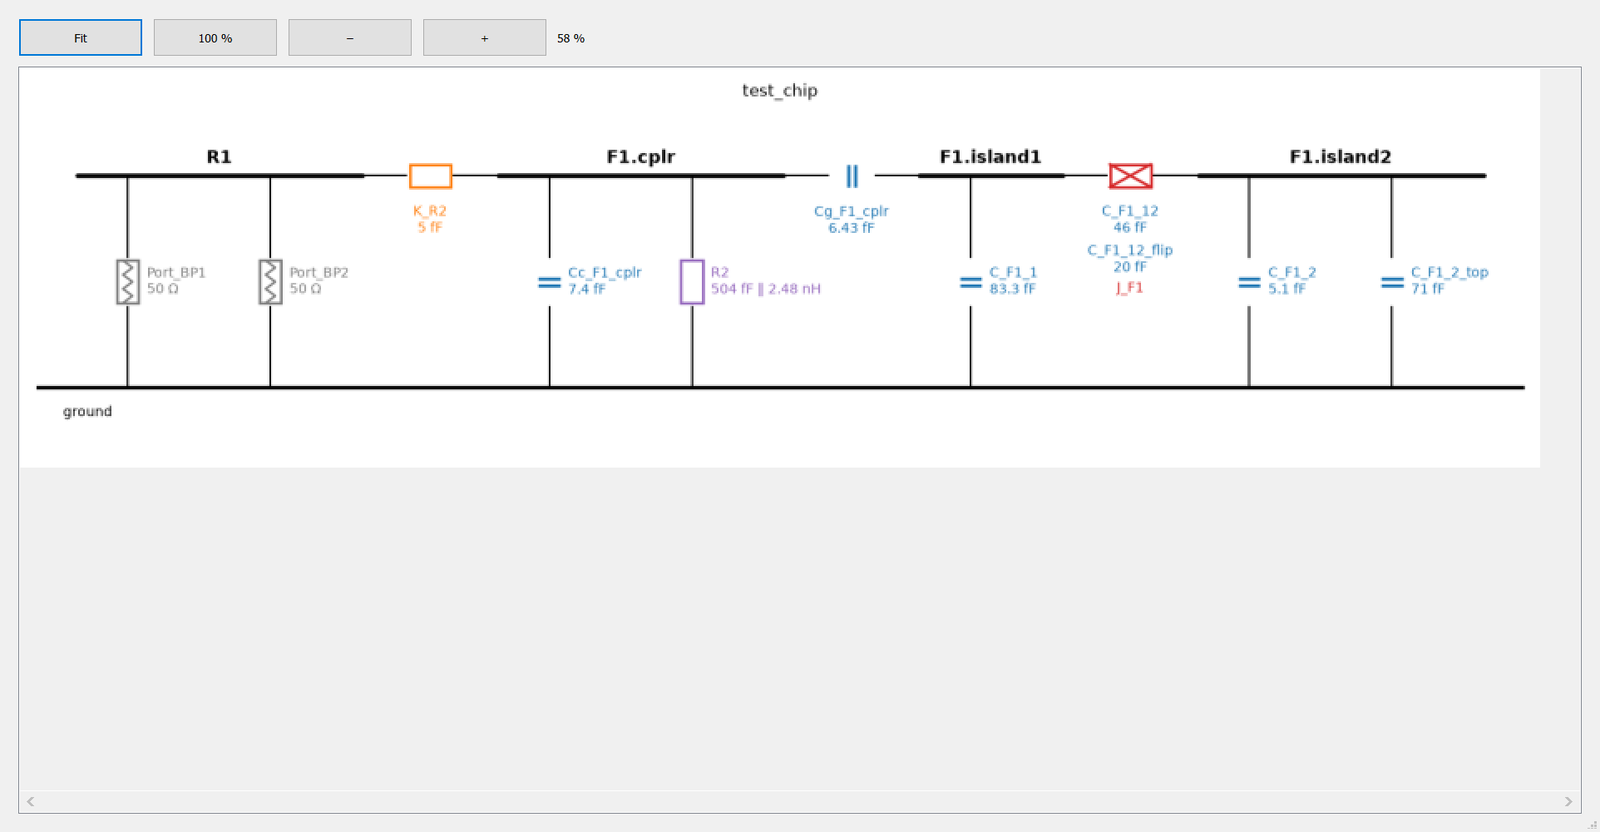 Fit
100 %
–
+
58 %
test_chip
R1
F1.cplr
F1.island1
F1.island2
K_R2
5 fF
Cg_F1_cplr
6.43 fF
C_F1_12
46 fF
C_F1_12_flip
20 fF
J_F1
Port_BP1
50 Ω
Port_BP2
50 Ω
Cc_F1_cplr
7.4 fF
R2
504 fF ‖ 2.48 nH
C_F1_1
83.3 fF
C_F1_2
5.1 fF
C_F1_2_top
71 fF
ground